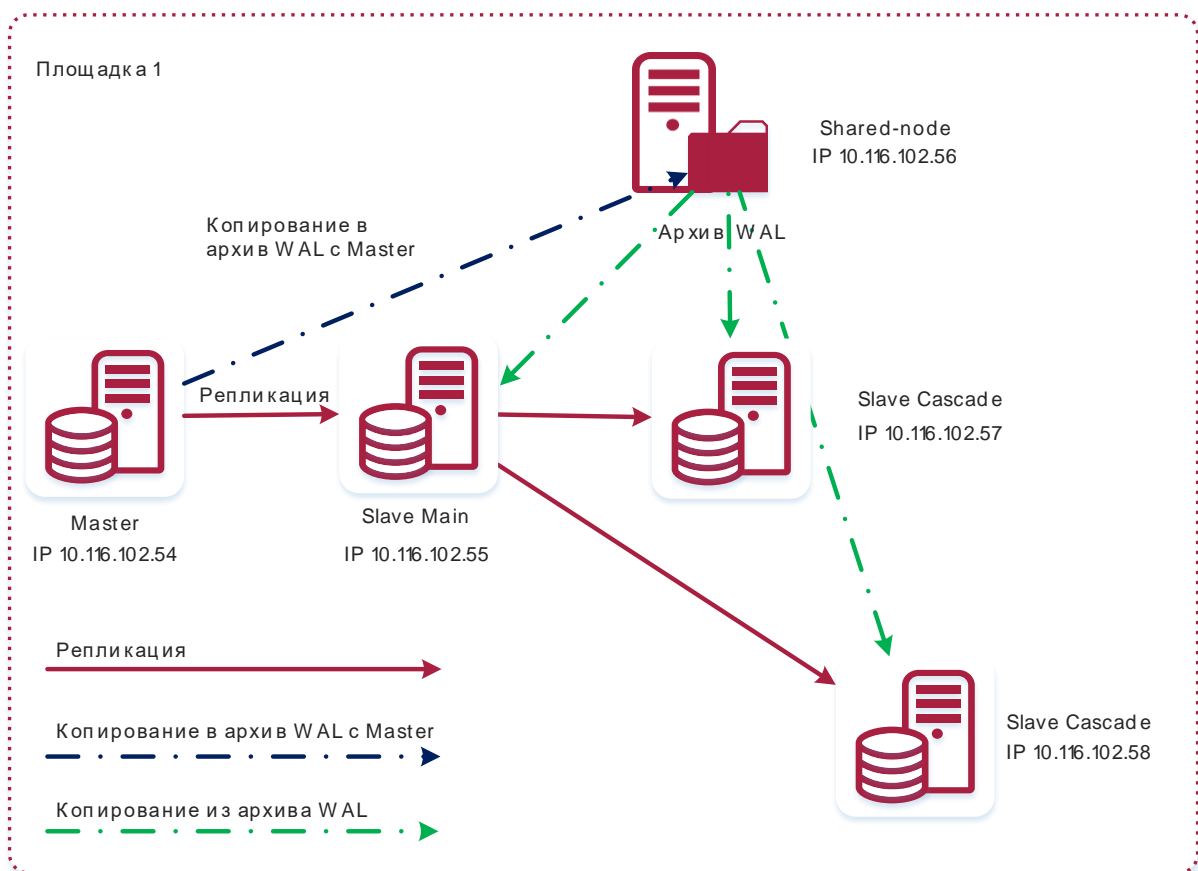 Площадка 1
Shared-node
IP 10.116.102.56
Копирование в
архив WAL с Master
Архив WAL
Репликация
Slave Cascade
IP 10.116.102.57
Master
IP 10.116.102.54
Slave Main
IP 10.116.102.55
Репликация
Копирование в архив WAL с Master
Копирование из архива WAL
Slave Cascade
IP 10.116.102.58